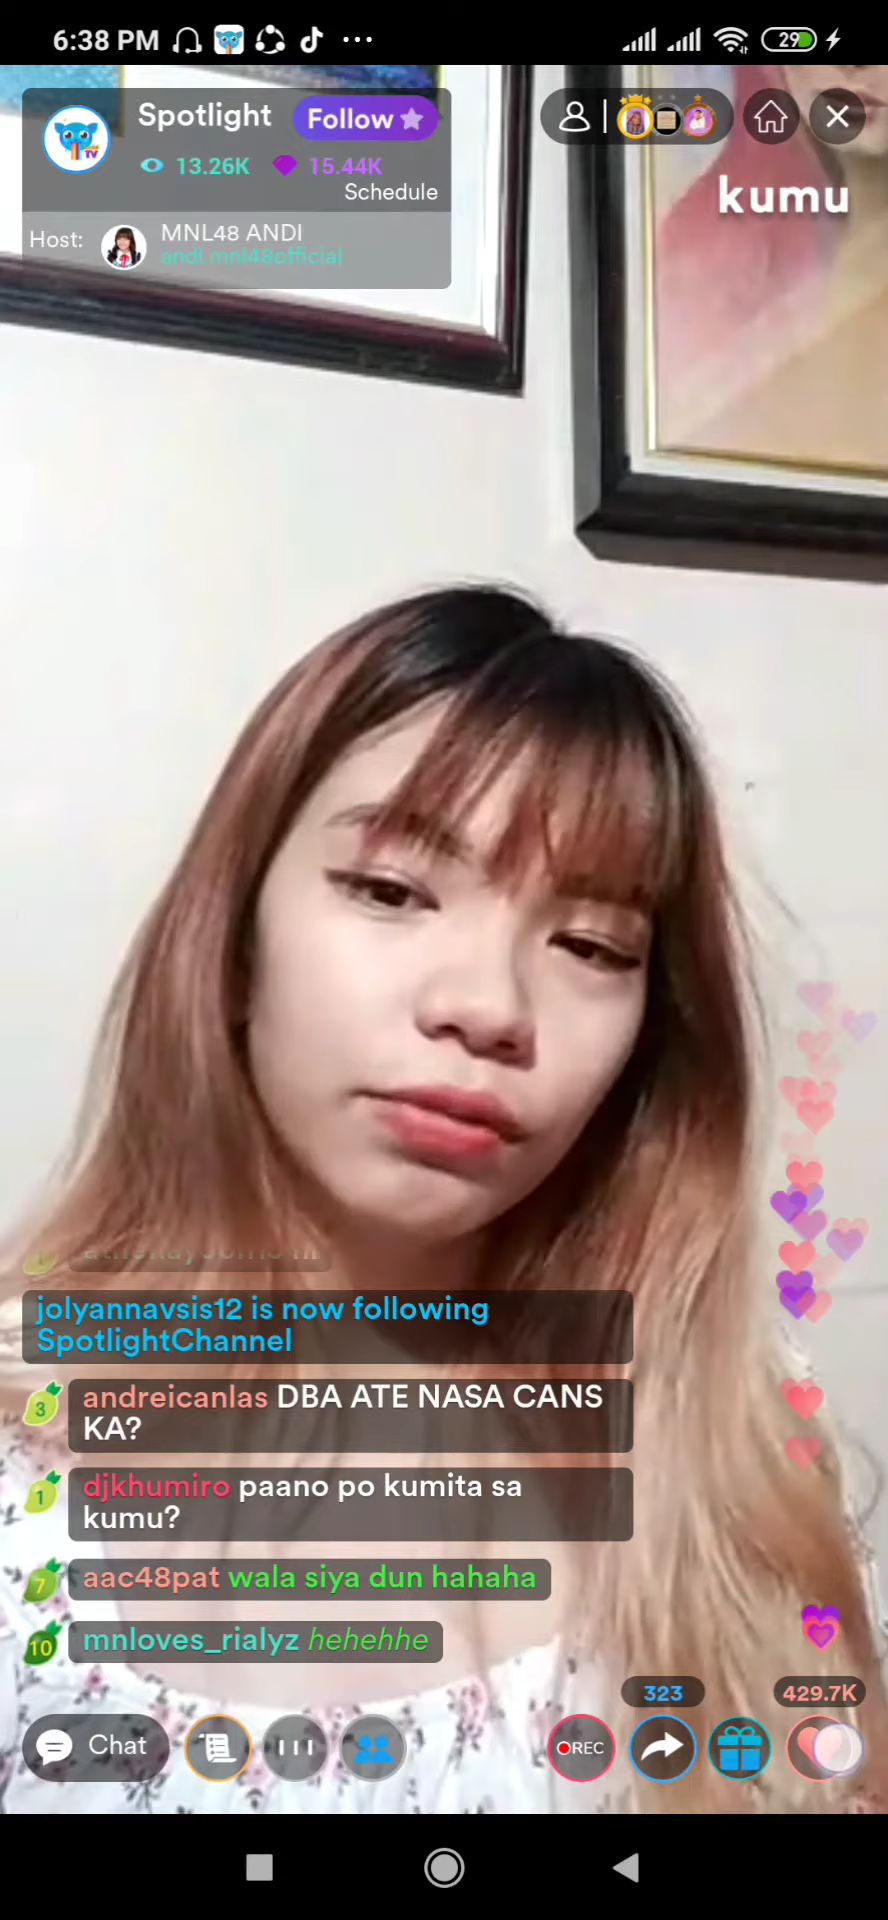 6:38 PM
29
Spotlight
Follow
13.26K 15.44K
Schedule
Host: MNL48 ANDI
andi.mnl48official
kumu
TV
jolyannavsis12 is now following
SpotlightChannel
3 andreicanlas DBA ATE NASA CANS
KA?
1 djkhumiro paano po kumita sa
kumu?
7 aac48pat wala siya dun hahaha
10 mnloves_rialyz hehehhe
323 429.7K
Chat
REC